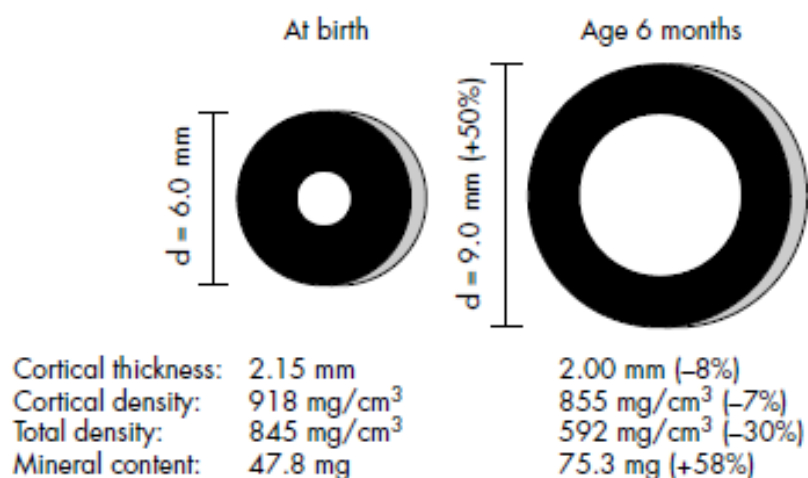 At birth
Age 6 months
d = 6.0 mm
d = 9.0 mm (+50%)
Cortical thickness: 2.15 mm 2.00 mm (–8%)
Cortical density: 918 mg/cm³ 855 mg/cm³ (–7%)
Total density: 845 mg/cm³ 592 mg/cm³ (–30%)
Mineral content: 47.8 mg 75.3 mg (+58%)